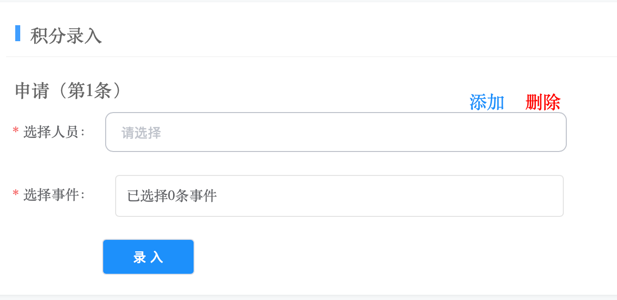 积分录入
申请（第1条）
添加 删除
* 选择人员： 请选择
* 选择事件： 已选择0条事件
录 入